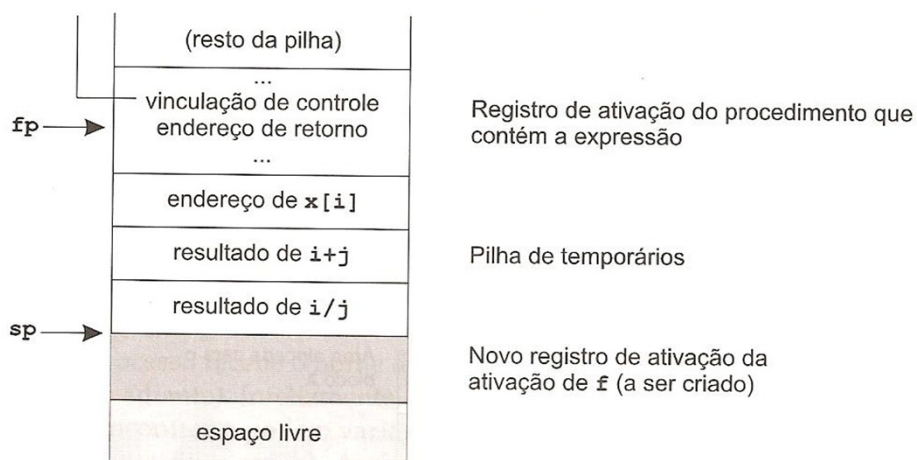 (resto da pilha)
...
vinculação de controle
fp
endereço de retorno
...
Registro de ativação do procedimento que
contém a expressão
endereço de x[i]
resultado de i+j
Pilha de temporários
resultado de i/j
sp
Novo registro de ativação da
ativação de f (a ser criado)
espaço livre